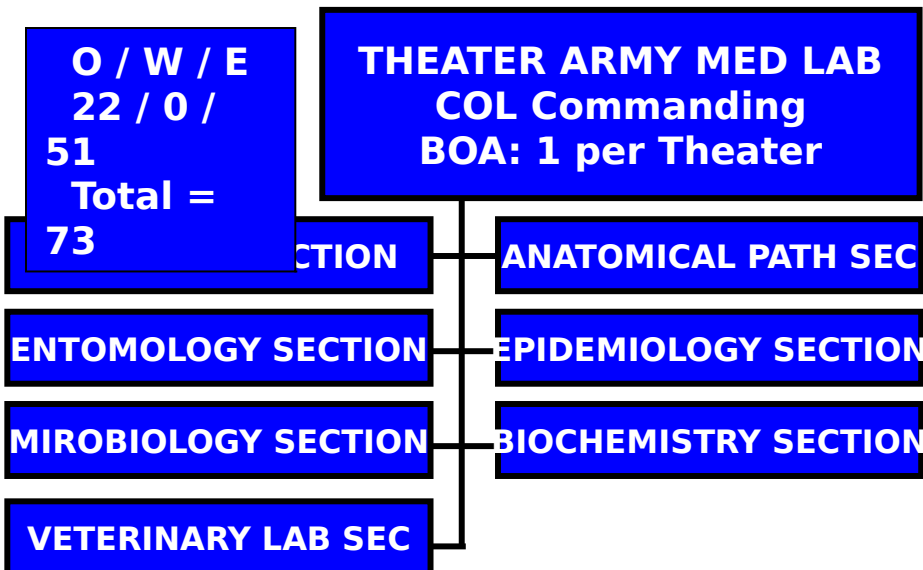 O / W / E
22 / 0 /
51
Total =
73
THEATER ARMY MED LAB
COL Commanding
BOA: 1 per Theater
CTION
ANATOMICAL PATH SEC
ENTOMOLOGY SECTION
EPIDEMIOLOGY SECTION
MIROBIOLOGY SECTION
BIOCHEMISTRY SECTION
VETERINARY LAB SEC